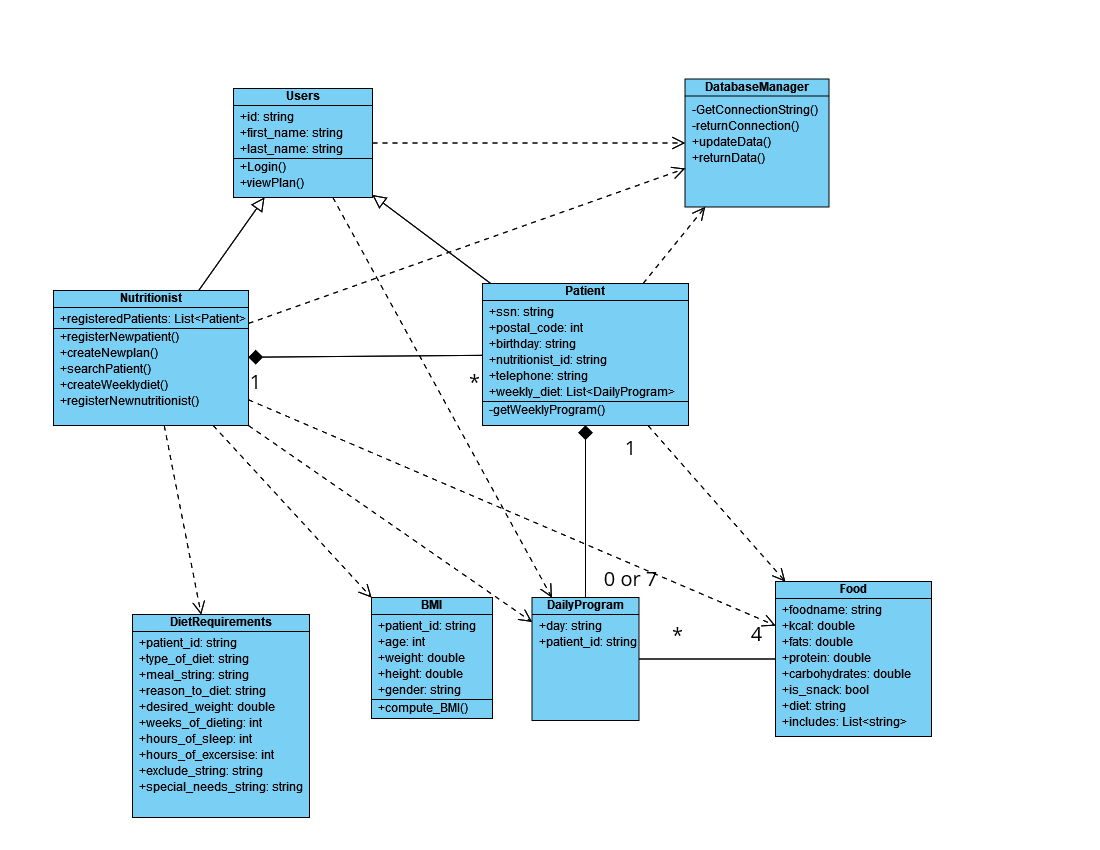 Users
+id: string
+first_name: string
+last_name: string
+Login()
+viewPlan()
DatabaseManager
-GetConnectionString()
-returnConnection()
+updateData()
+returnData()
Nutritionist
+registeredPatients: List<Patient>
+registerNewpatient()
+createNewplan()
+searchPatient()
+createWeeklydiet()
+registerNewnutritionist()
Patient
+ssn: string
+postal_code: int
+birthday: string
+nutritionist_id: string
+telephone: string
+weekly_diet: List<DailyProgram>
-getWeeklyProgram()
1
*
1
0 or 7
DietRequirements
+patient_id: string
+type_of_diet: string
+meal_string: string
+reason_to_diet: string
+desired_weight: double
+weeks_of_dieting: int
+hours_of_sleep: int
+hours_of_excersise: int
+exclude_string: string
+special_needs_string: string
BMI
+patient_id: string
+age: int
+weight: double
+height: double
+gender: string
+compute_BMI()
DailyProgram
+day: string
+patient_id: string
*
4
Food
+foodname: string
+kcal: double
+fats: double
+protein: double
+carbohydrates: double
+is_snack: bool
+diet: string
+includes: List<string>